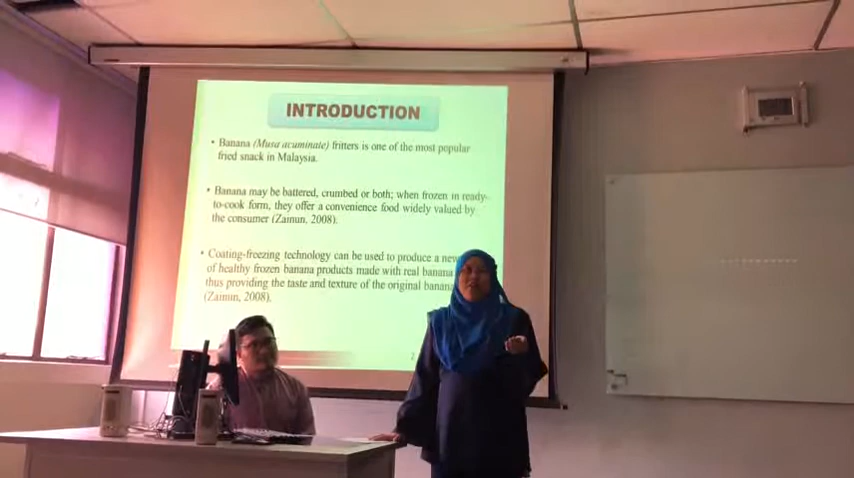 INTRODUCTION
• Banana (Musa acuminate) fritters is one of the most popular
fried snack in Malaysia.
• Banana may be battered, crumbed or both; when frozen in ready-
to-cook form, they offer a convenience food widely valued by
the consumer (Zainun, 2008).
• Coating-freezing technology can be used to produce a new
of healthy frozen banana products made with real banana
thus providing the taste and texture of the original banana
(Zainun, 2008).
2